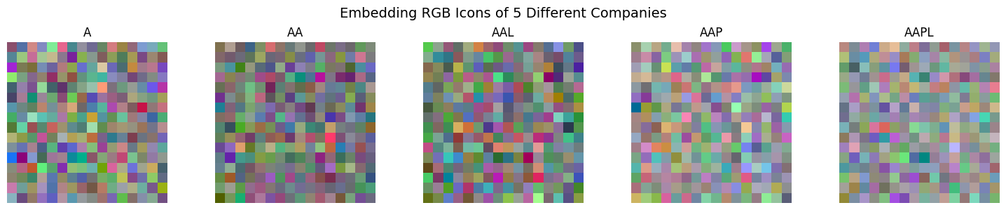 Embedding RGB Icons of 5 Different Companies
A AA AAL AAP AAPL